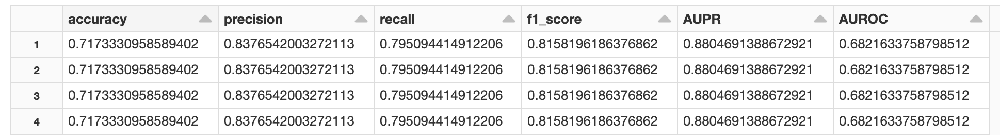 accuracy precision recall f1_score AUPR AUROC
1 0.7173330958589402 0.8376542003272113 0.795094414912206 0.8158196186376862 0.8804691388672921 0.6821633758798512
2 0.7173330958589402 0.8376542003272113 0.795094414912206 0.8158196186376862 0.8804691388672921 0.6821633758798512
3 0.7173330958589402 0.8376542003272113 0.795094414912206 0.8158196186376862 0.8804691388672921 0.6821633758798512
4 0.7173330958589402 0.8376542003272113 0.795094414912206 0.8158196186376862 0.8804691388672921 0.6821633758798512